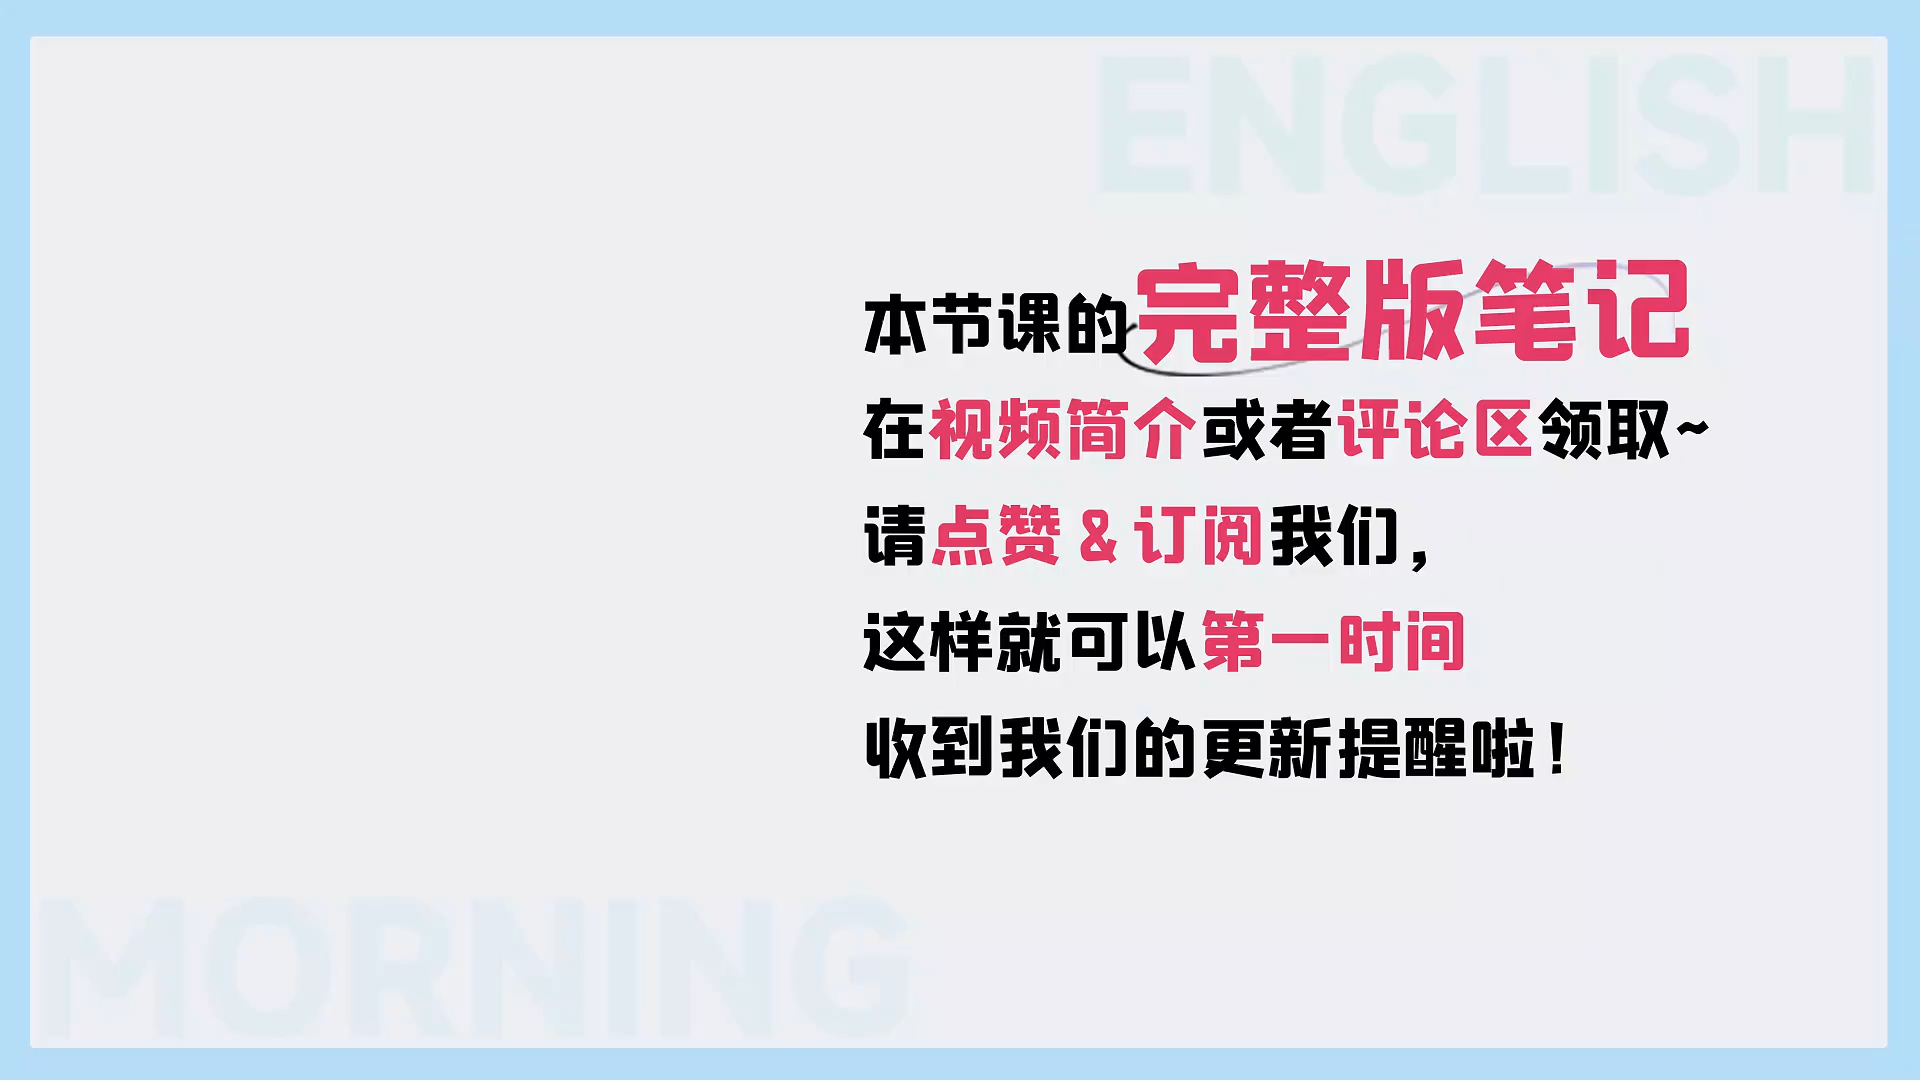 ENGLISH
本节课的完整版笔记
在视频简介或者评论区领取~
请点赞&订阅我们，
这样就可以第一时间
收到我们的更新提醒啦！
MORNING